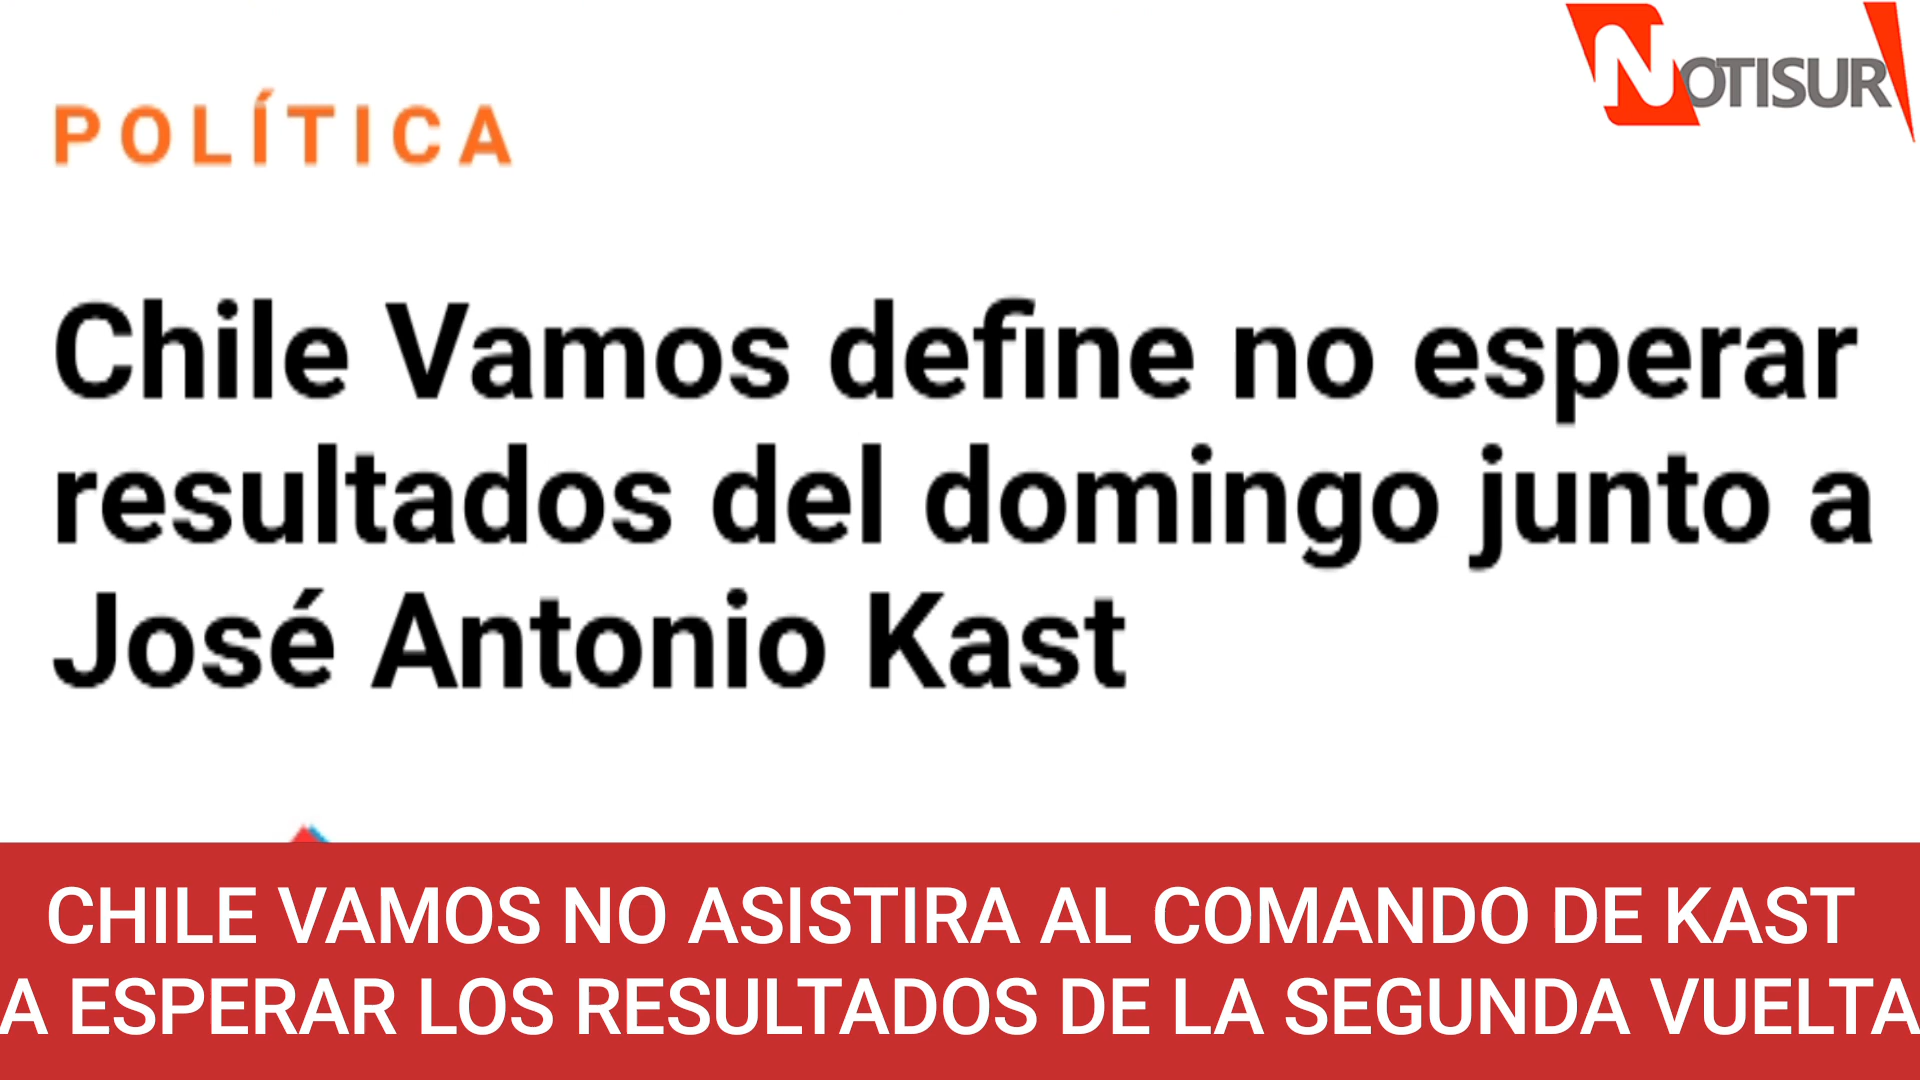 NOTISUR
POLÍTICA
Chile Vamos define no esperar
resultados del domingo junto a
José Antonio Kast
CHILE VAMOS NO ASISTIRA AL COMANDO DE KAST
A ESPERAR LOS RESULTADOS DE LA SEGUNDA VUELTA